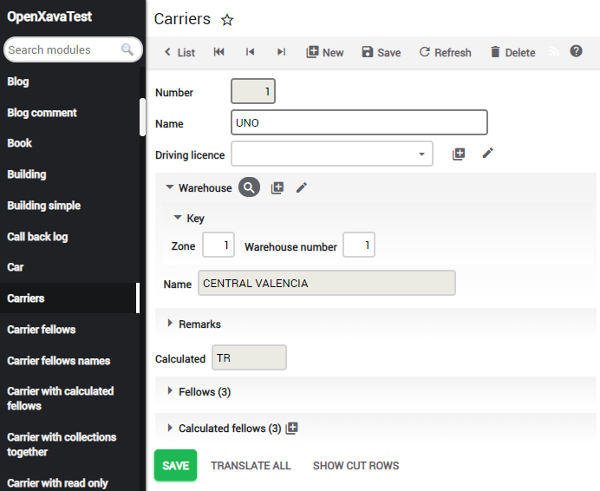 OpenXavaTest
Search modules
Blog
Blog comment
Book
Building
Building simple
Call back log
Car
Carriers
Carrier fellows
Carrier fellows names
Carrier with calculated
fellows
Carrier with collections
together
Carrier with read only
Carriers
List New Save Refresh Delete
Number 1
Name UNO
Driving licence
Warehouse
Key
Zone 1 Warehouse number 1
Name CENTRAL VALENCIA
Remarks
Calculated TR
Fellows (3)
Calculated fellows (3)
SAVE TRANSLATE ALL SHOW CUT ROWS